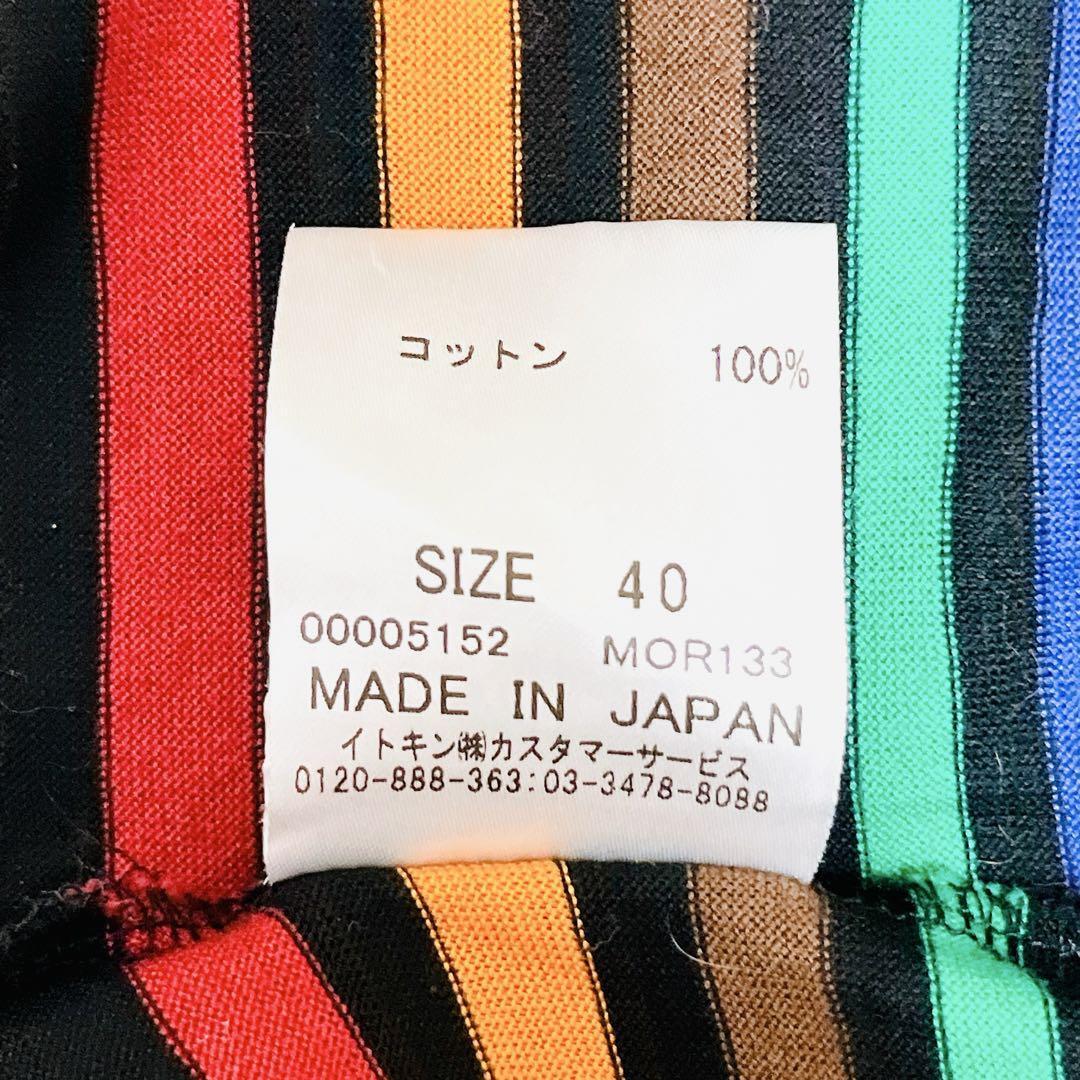 コットン 100%
SIZE 40
00005152 MOR133
MADE IN JAPAN
イトキン㈱カスタマーサービス
0120-888-363:03-3478-8088